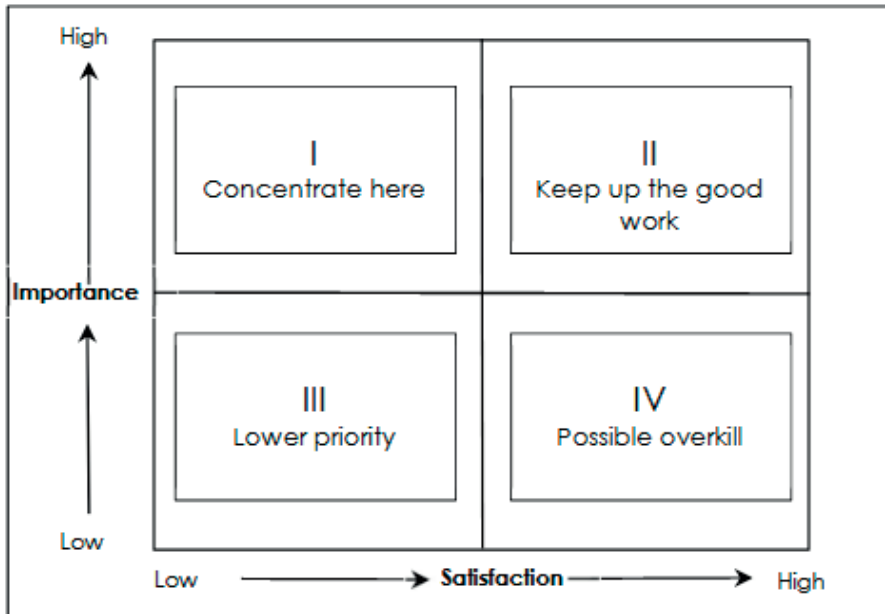 High
I
Concentrate here
II
Keep up the good
work
Importance
III
Lower priority
IV
Possible overkill
Low
Low
Satisfaction
High